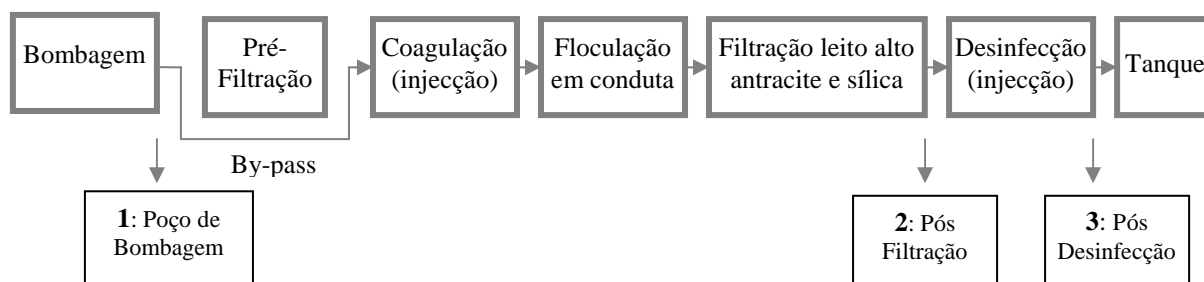 Bombagem
Pré-
Filtração
Coagulação
(injecção)
Floculação
em conduta
Filtração leito alto
antracite e sílica
Desinfecção
(injecção)
Tanque
By-pass
1: Poço de
Bombagem
2: Pós
Filtração
3: Pós
Desinfecção